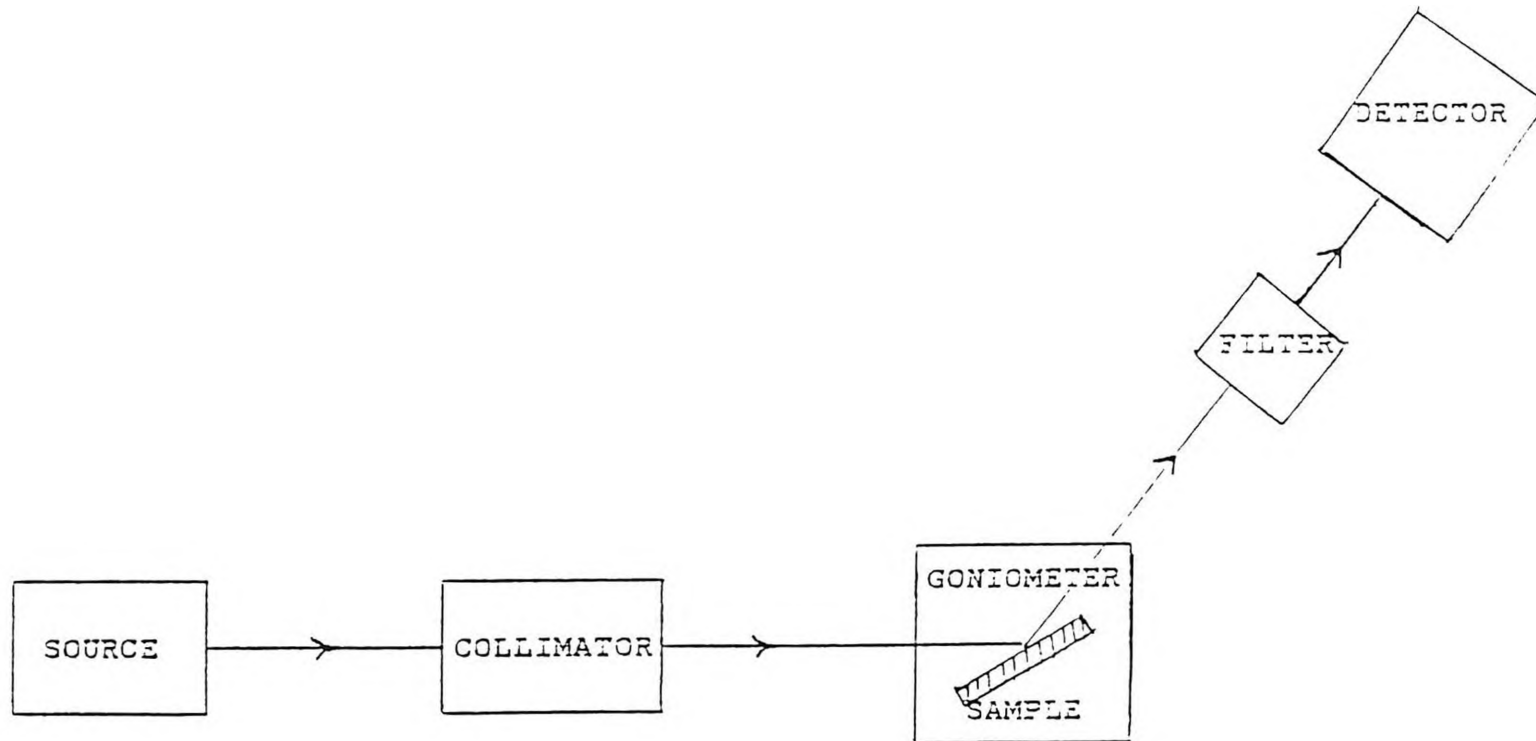 DETECTOR
FILTER
GONIOMETER
SOURCE
COLLIMATOR
SAMPLE